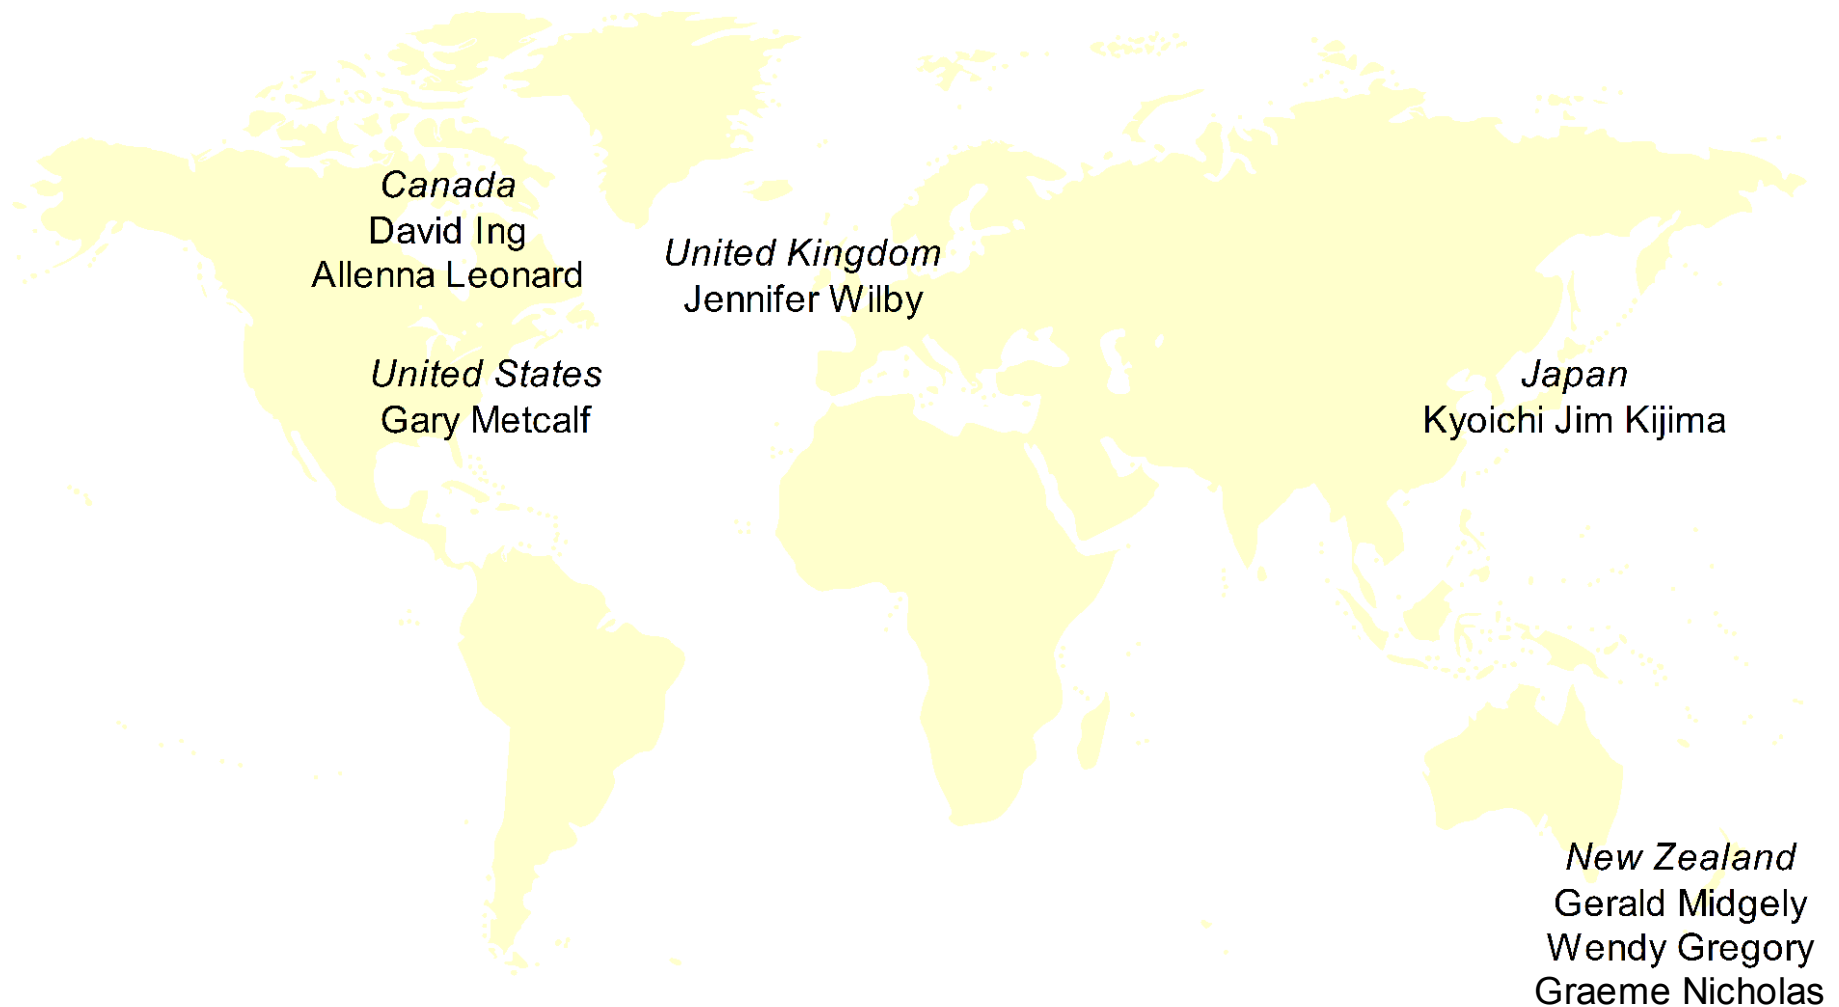 Canada
David Ing
Allenna Leonard
United Kingdom
Jennifer Wilby
United States
Gary Metcalf
Japan
Kyoichi Jim Kijima
New Zealand
Gerald Midgely
Wendy Gregory
Graeme Nicholas